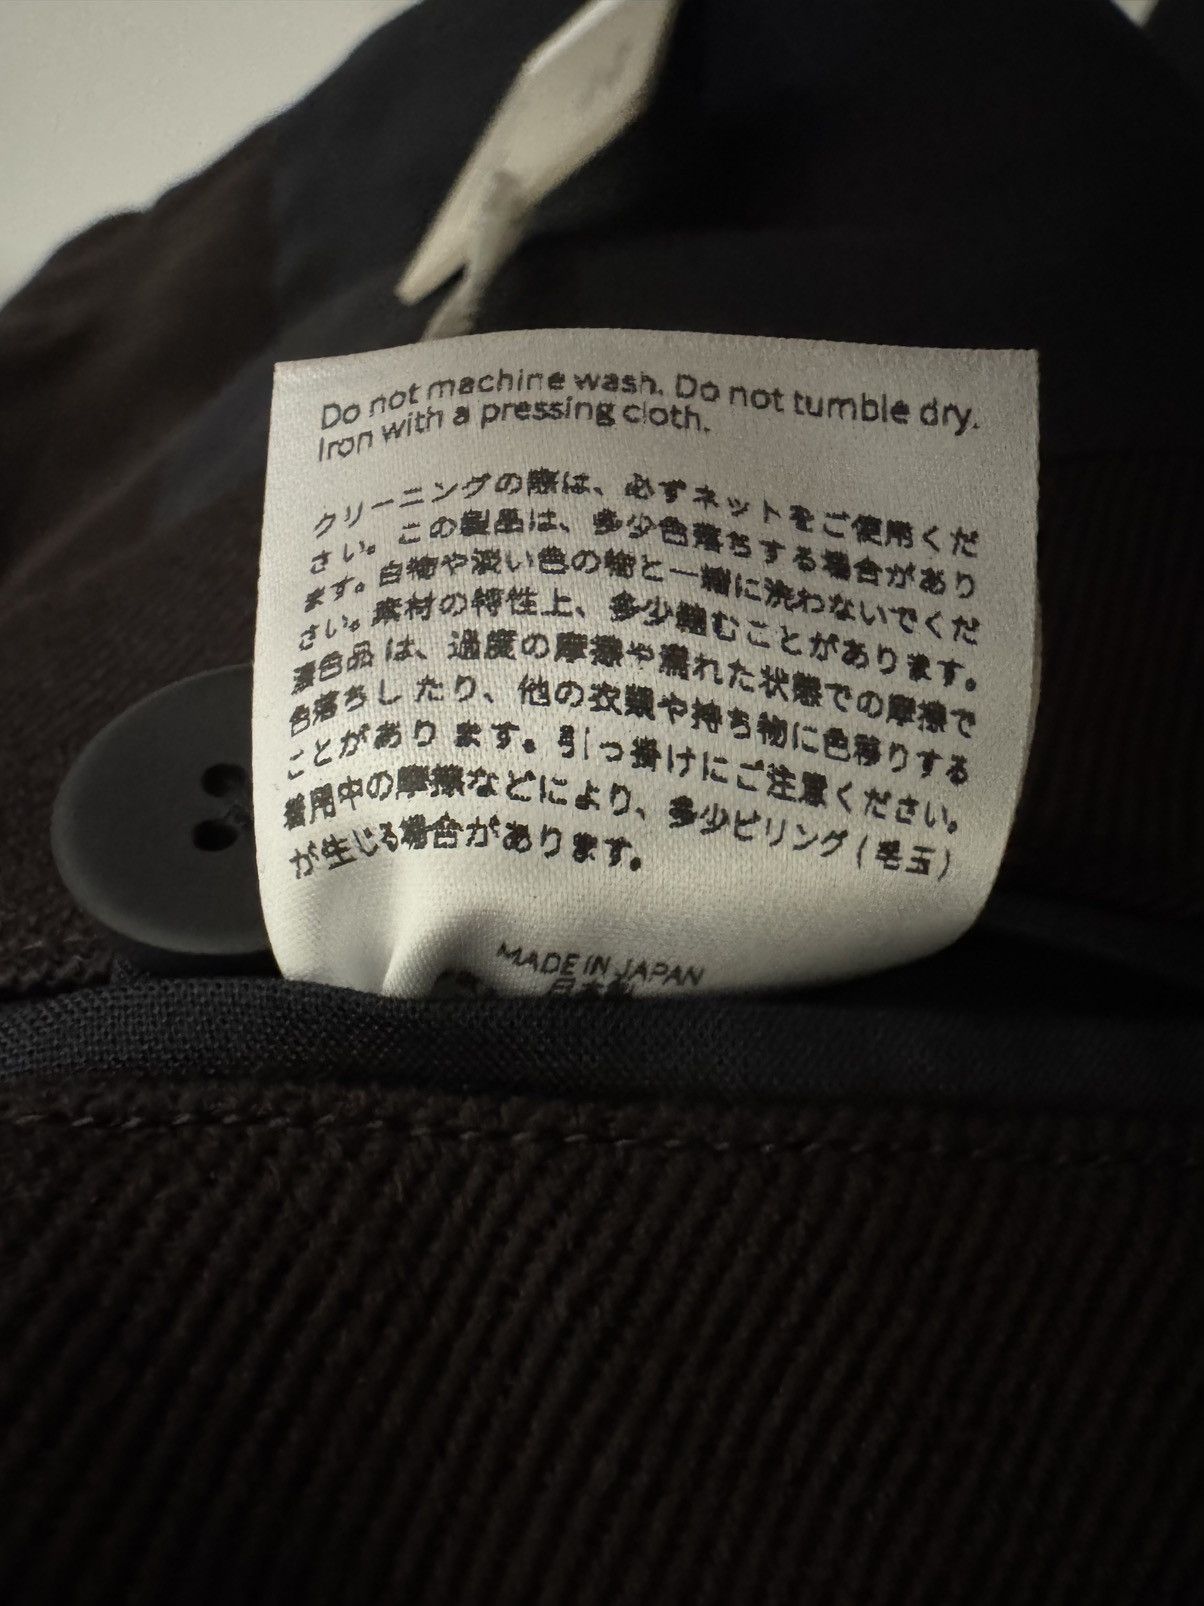 Do not machine wash. Do not tumble dry.
Iron with a pressing cloth.
クリーニングの際は、必ずネットをご使用くだ
さい。この製品は、多少色落ちする場合があり
ます。白物や淡い色の物と一緒に洗わないでくだ
さい。素材の特性上、多少縮むことがあります。
濃色品は、過度の摩擦や濡れた状態での摩擦で
色落ちしたり、他の衣類や持ち物に色移りする
ことがあります。引っ掛けにご注意ください。
着用中の摩擦などにより、多少ピリング(毛玉)
が生じる場合があります。
MADE IN JAPAN
日本製